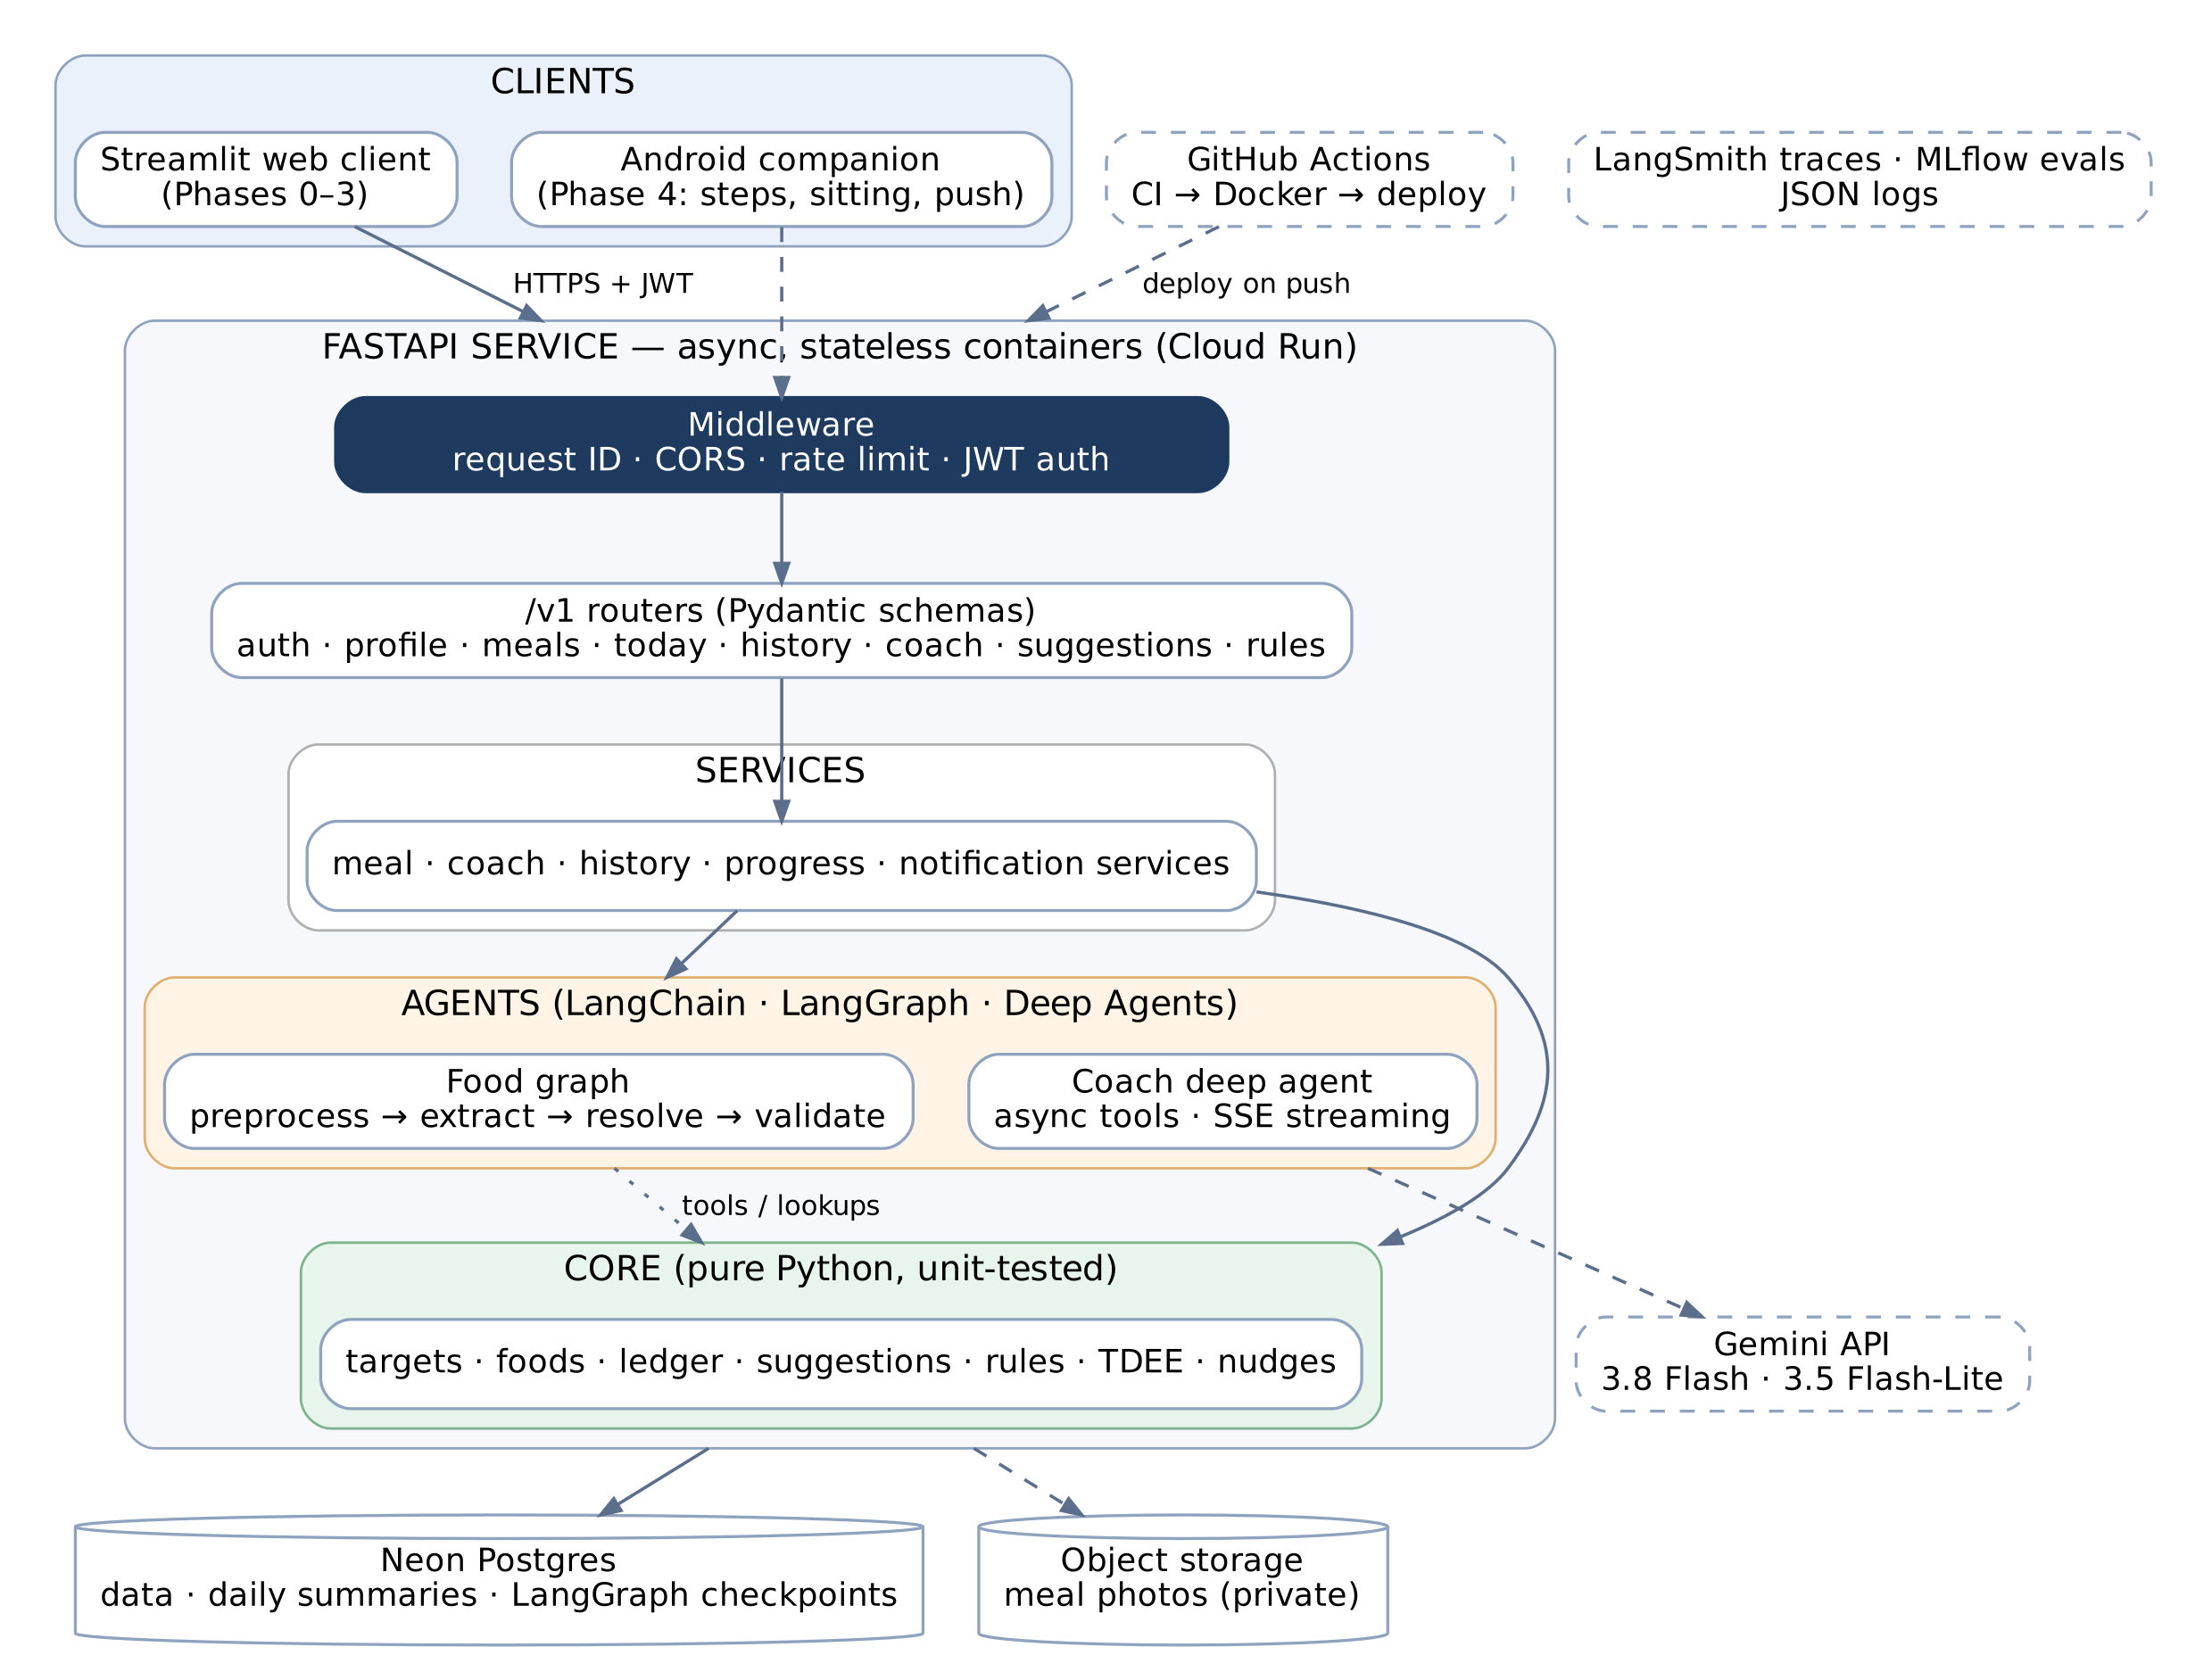 CLIENTS
Streamlit web client
(Phases 0–3)
Android companion
(Phase 4: steps, sitting, push)
GitHub Actions
CI → Docker → deploy
LangSmith traces · MLflow evals
JSON logs
HTTPS + JWT
deploy on push
FASTAPI SERVICE — async, stateless containers (Cloud Run)
Middleware
request ID · CORS · rate limit · JWT auth
/v1 routers (Pydantic schemas)
auth · profile · meals · today · history · coach · suggestions · rules
SERVICES
meal · coach · history · progress · notification services
AGENTS (LangChain · LangGraph · Deep Agents)
Food graph
preprocess → extract → resolve → validate
Coach deep agent
async tools · SSE streaming
tools / lookups
CORE (pure Python, unit-tested)
targets · foods · ledger · suggestions · rules · TDEE · nudges
Gemini API
3.8 Flash · 3.5 Flash-Lite
Neon Postgres
data · daily summaries · LangGraph checkpoints
Object storage
meal photos (private)